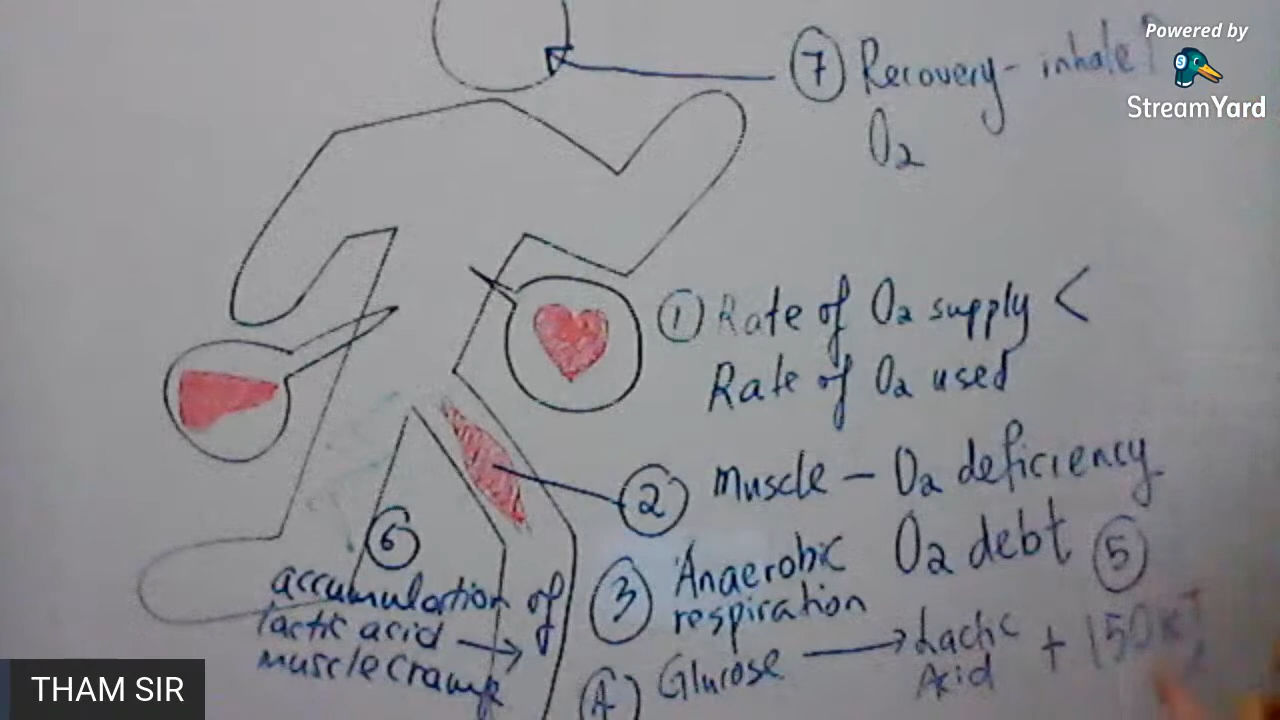 Powered by
StreamYard
7 Recovery - inhale
O2
1 Rate of O2 supply <
Rate of O2 used
2 Muscle - O2 deficiency
O2 debt 5
3 Anaerobic
respiration
4 Glucose → Lactic
Acid + 150KJ
6
accumulation of
lactic acid →
muscle cramp
THAM SIR